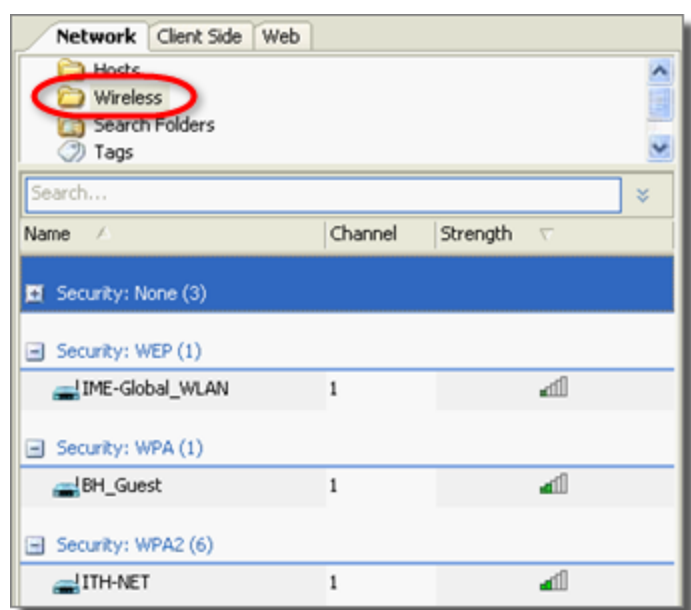 Network Client Side Web
Hosts
Wireless
Search Folders
Tags
Search...
Name Channel Strength
Security: None (3)
Security: WEP (1)
IME-Global_WLAN 1
Security: WPA (1)
BH_Guest 1
Security: WPA2 (6)
ITH-NET 1